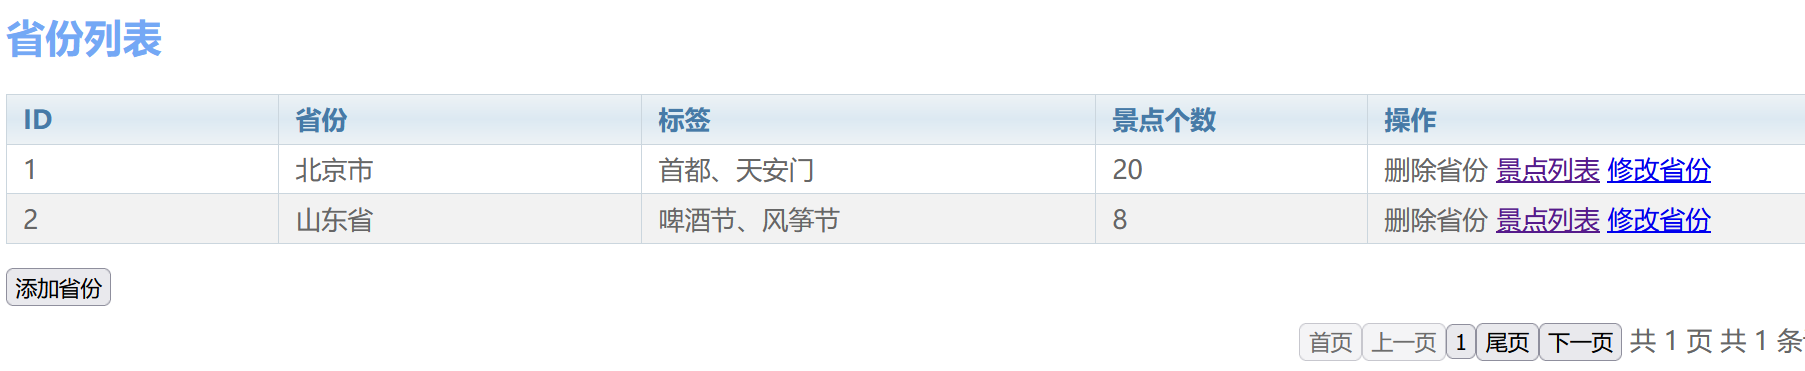 省份列表
ID 省份 标签 景点个数 操作
1 北京市 首都、天安门 20 删除省份 景点列表 修改省份
2 山东省 啤酒节、风筝节 8 删除省份 景点列表 修改省份
添加省份
首页 上一页 1 尾页 下一页 共 1 页 共 1 条